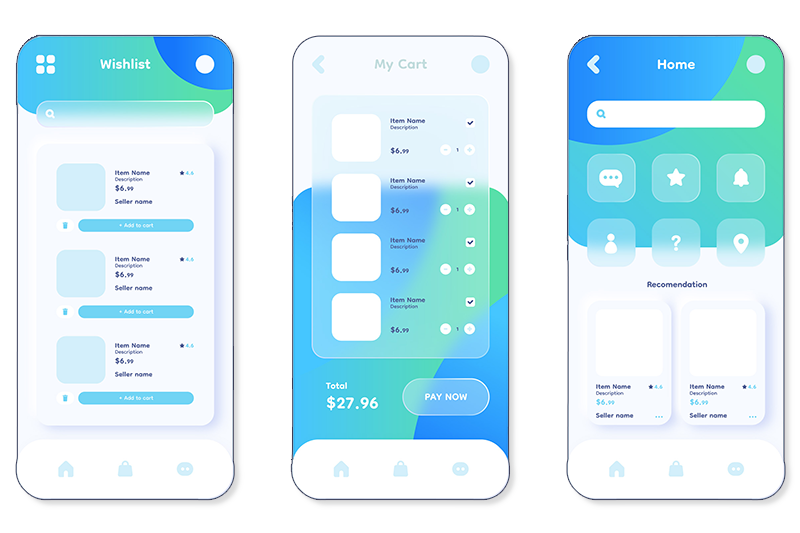 Wishlist
Item Name
Description
$6.99
Seller name
4.6
+ Add to cart
Item Name
Description
$6.99
Seller name
4.6
+ Add to cart
Item Name
Description
$6.99
Seller name
4.6
+ Add to cart
My Cart
Item Name
Description
$6.99
1
Item Name
Description
$6.99
1
Item Name
Description
$6.99
1
Item Name
Description
$6.99
1
Total
$27.96
PAY NOW
Home
?
Recomendation
Item Name
4.6
Description
$6.99
Seller name
Item Name
4.6
Description
$6.99
Seller name